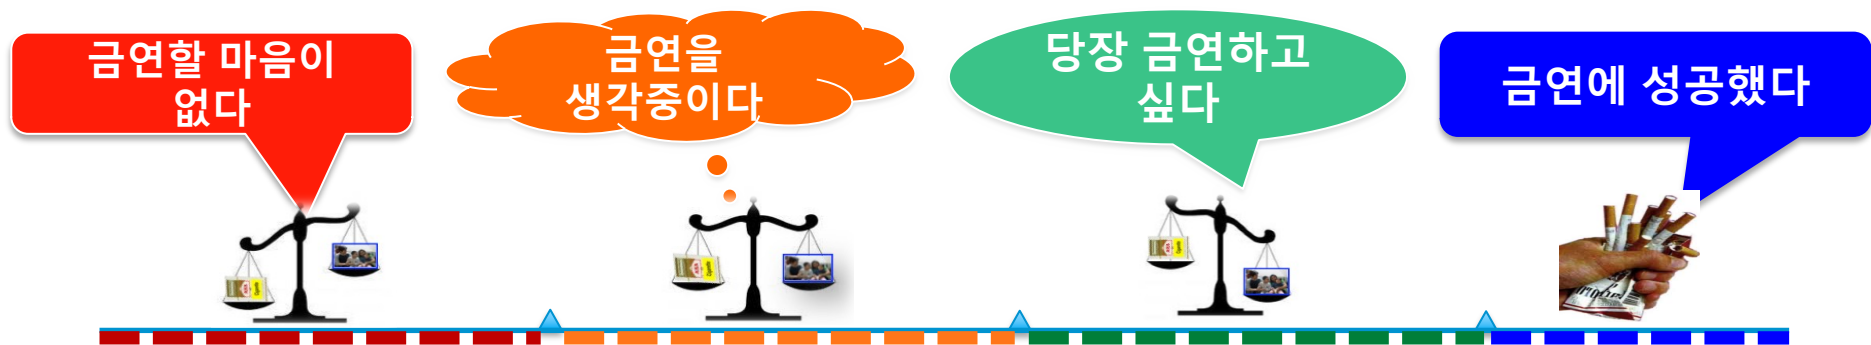 금연할 마음이
없다
금연을
생각중이다
당장 금연하고
싶다
금연에 성공했다